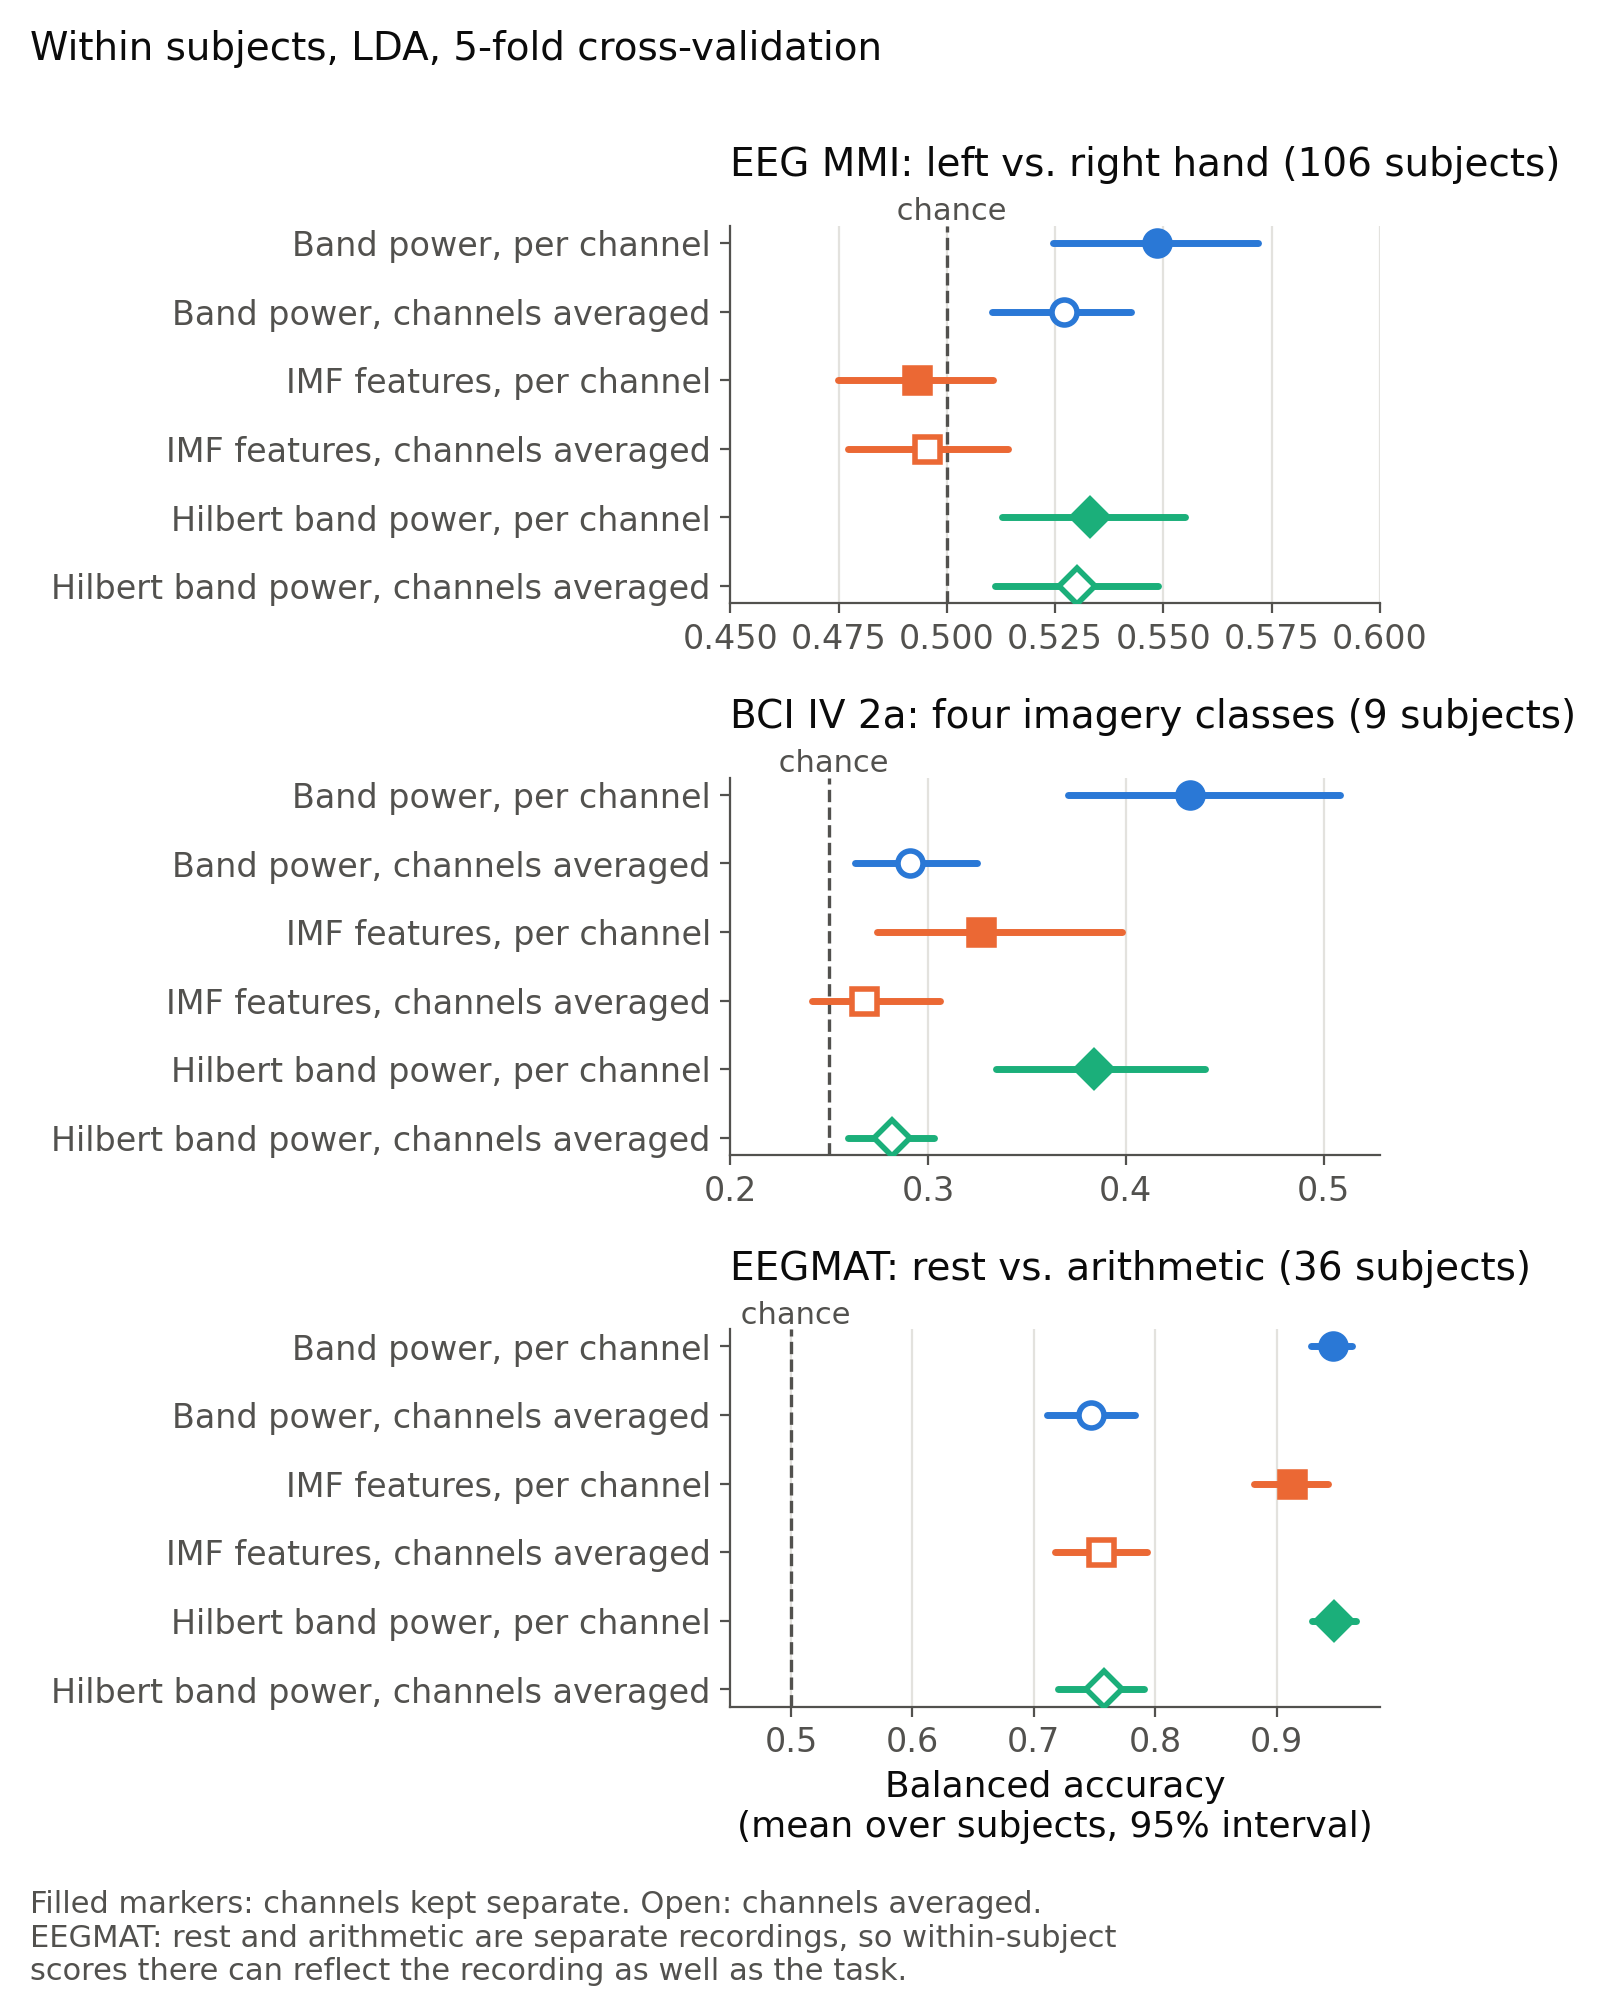 Within subjects, LDA, 5-fold cross-validation
EEG MMI: left vs. right hand (106 subjects)
chance
Band power, per channel
Band power, channels averaged
IMF features, per channel
IMF features, channels averaged
Hilbert band power, per channel
Hilbert band power, channels averaged
0.450 0.475 0.500 0.525 0.550 0.575 0.600
BCI IV 2a: four imagery classes (9 subjects)
chance
Band power, per channel
Band power, channels averaged
IMF features, per channel
IMF features, channels averaged
Hilbert band power, per channel
Hilbert band power, channels averaged
0.2 0.3 0.4 0.5
EEGMAT: rest vs. arithmetic (36 subjects)
chance
Band power, per channel
Band power, channels averaged
IMF features, per channel
IMF features, channels averaged
Hilbert band power, per channel
Hilbert band power, channels averaged
0.5 0.6 0.7 0.8 0.9
Balanced accuracy
(mean over subjects, 95% interval)
Filled markers: channels kept separate. Open: channels averaged.
EEGMAT: rest and arithmetic are separate recordings, so within-subject
scores there can reflect the recording as well as the task.